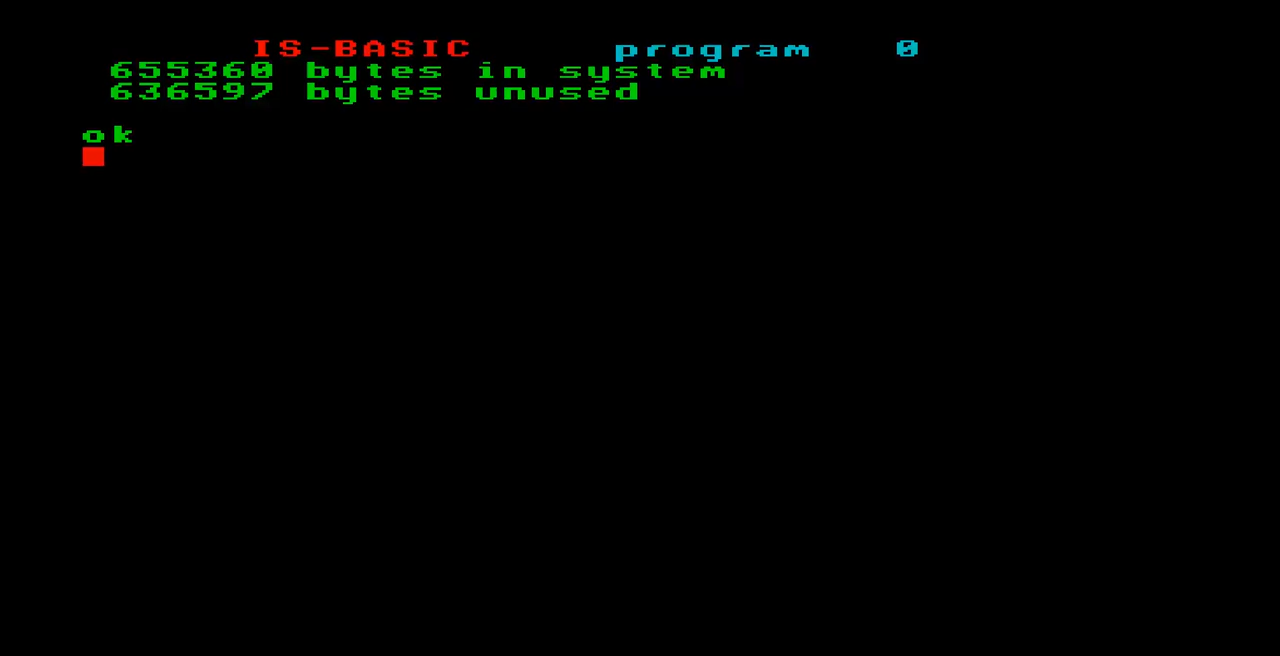 IS-BASIC program 0
655360 bytes in system
636597 bytes unused
ok